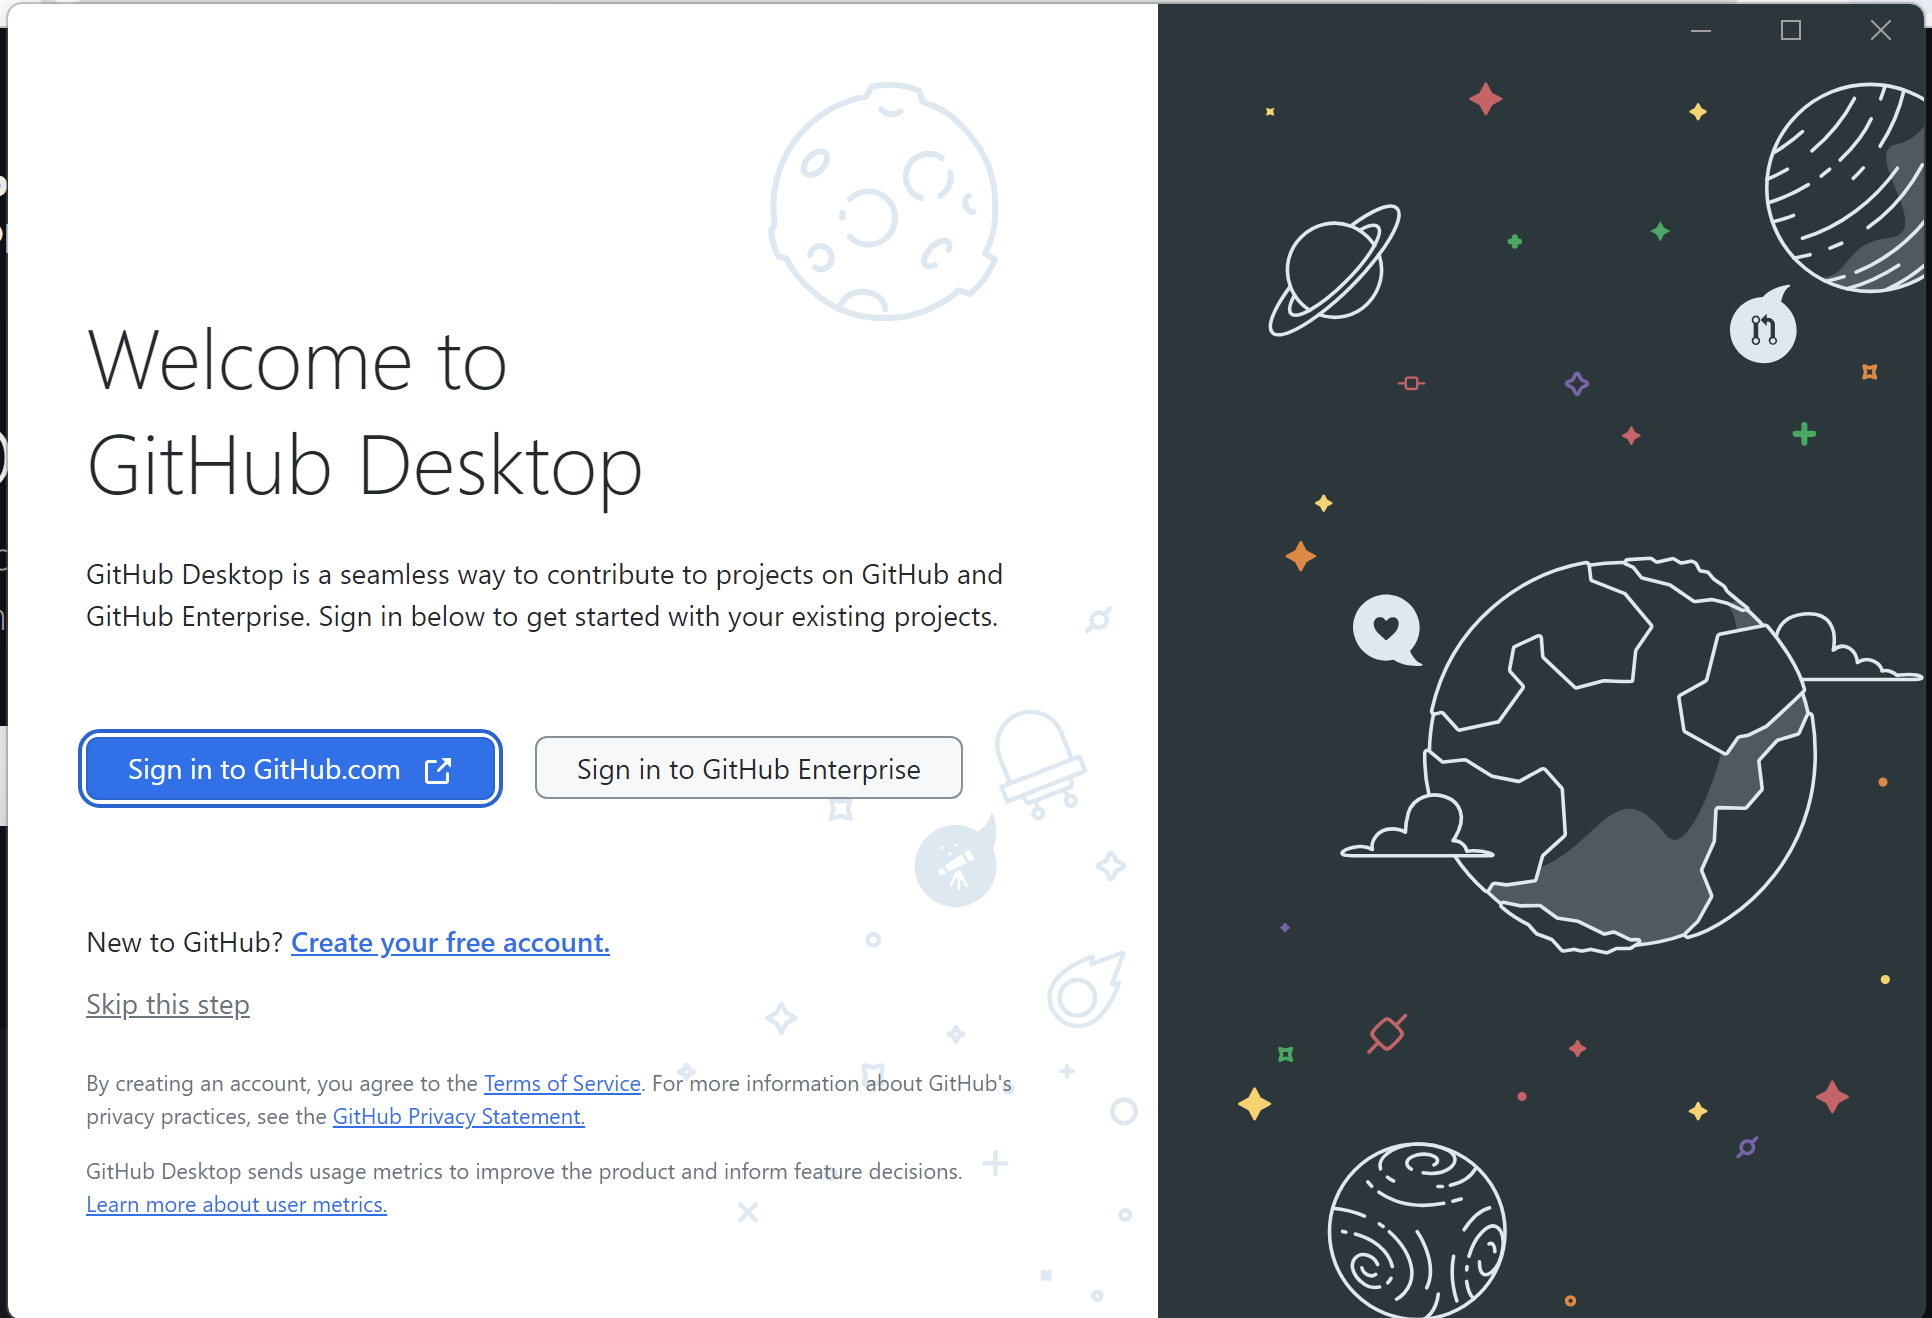 Welcome to
GitHub Desktop
GitHub Desktop is a seamless way to contribute to projects on GitHub and
GitHub Enterprise. Sign in below to get started with your existing projects.
Sign in to GitHub.com
Sign in to GitHub Enterprise
New to GitHub? Create your free account.
Skip this step
By creating an account, you agree to the Terms of Service. For more information about GitHub's
privacy practices, see the GitHub Privacy Statement.
GitHub Desktop sends usage metrics to improve the product and inform feature decisions.
Learn more about user metrics.